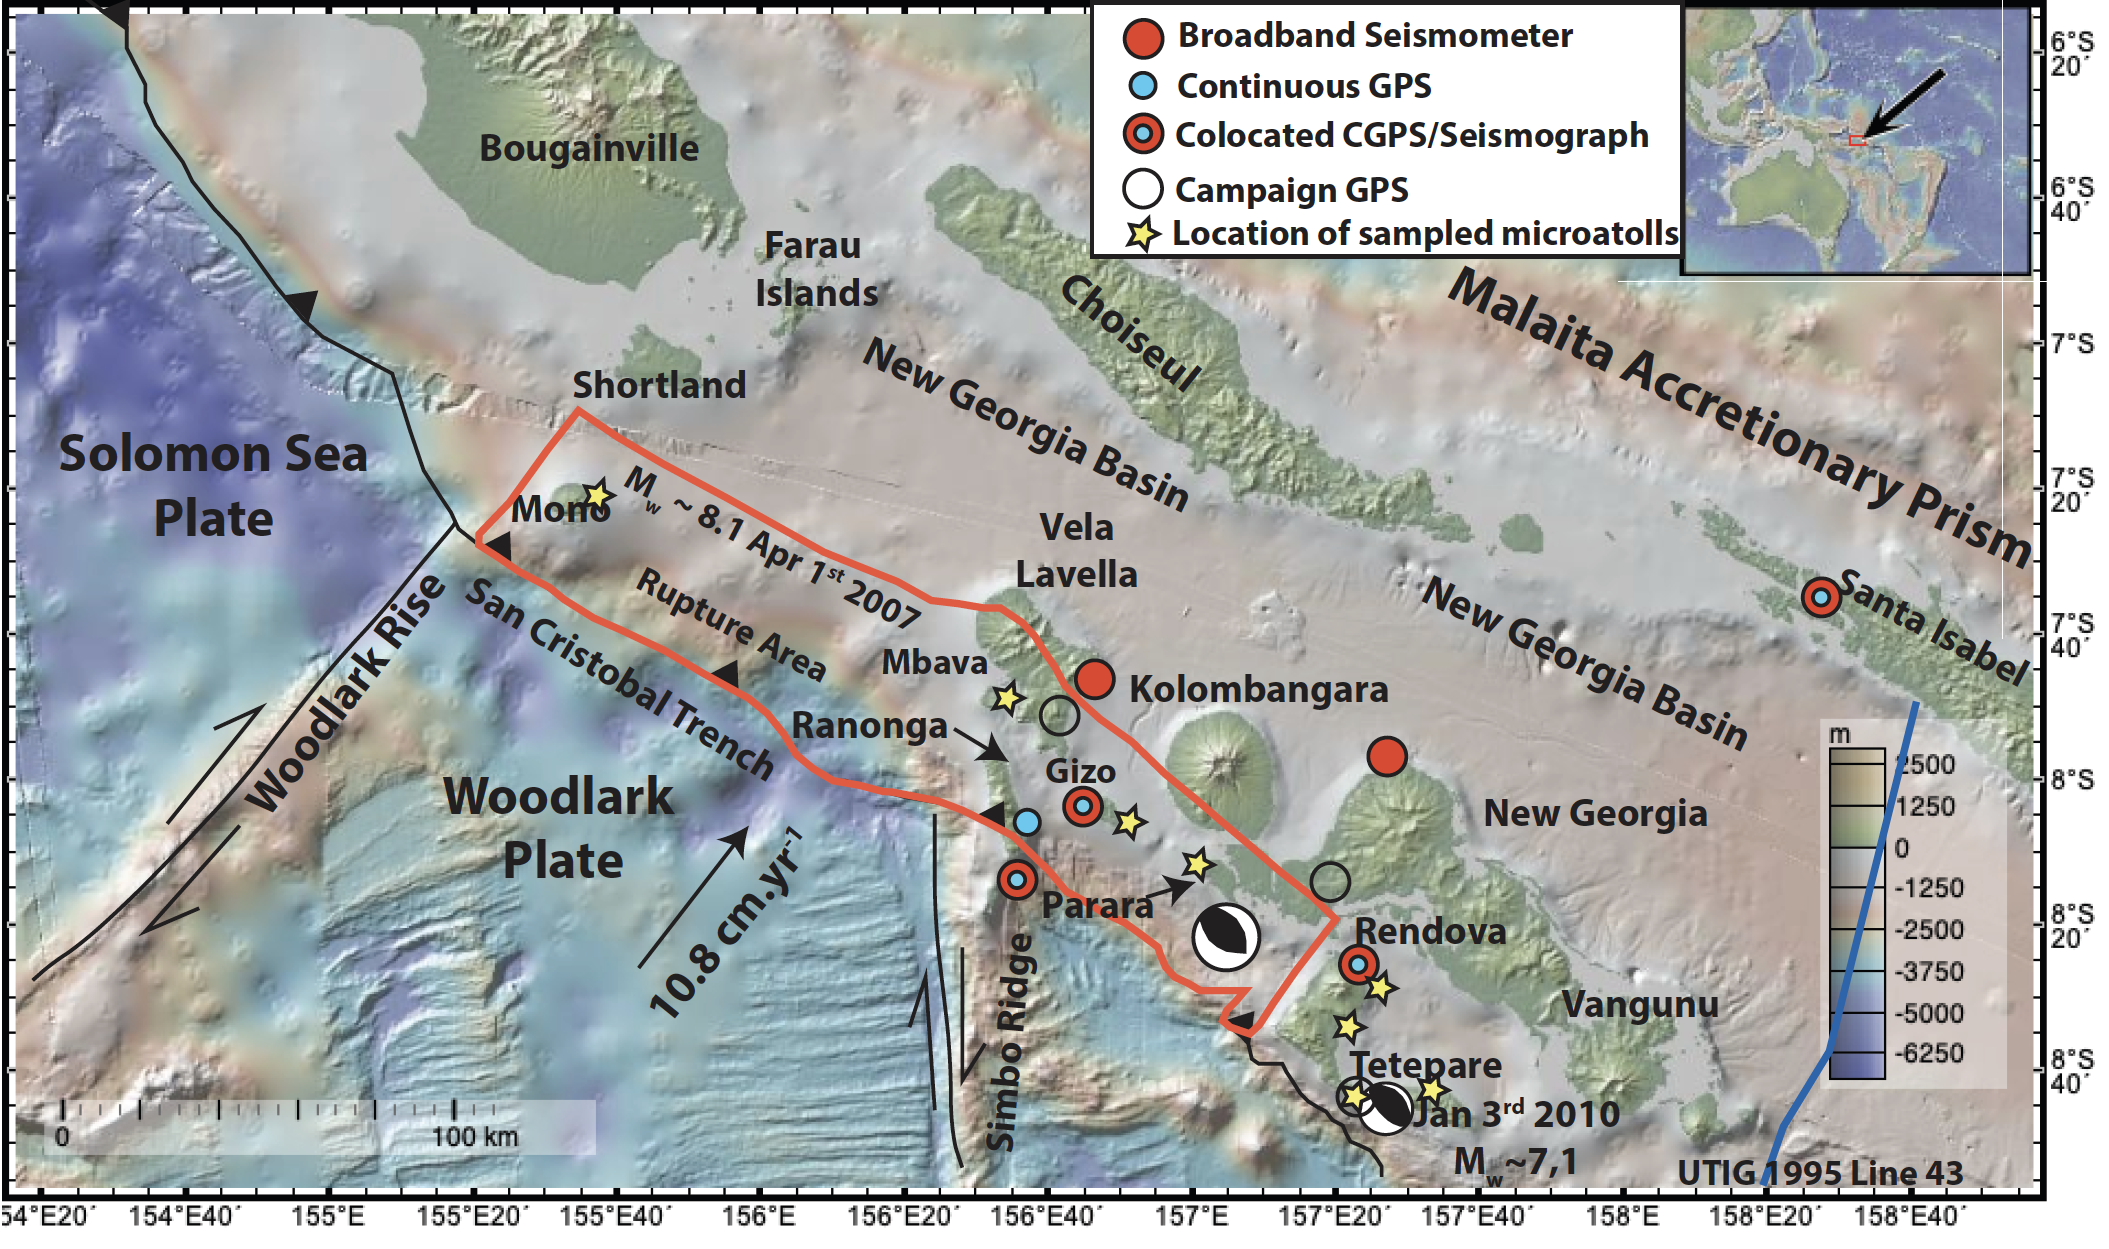 Broadband Seismometer
Continuous GPS
Colocated CGPS/Seismograph
Campaign GPS
Location of sampled microatolls
6°S
20′
6°S
40′
7°S
7°S
20′
7°S
40′
8°S
8°S
20′
8°S
40′
Bougainville
Farau
Islands
Choiseul
Malaita Accretionary Prism
Shortland
New Georgia Basin
Solomon Sea
Plate
Mono
Mw ~ 8.1 Apr 1st 2007
Rupture Area
San Cristobal Trench
Woodlark Rise
Vela
Lavella
Mbava
Kolombangara
Ranonga
Gizo
New Georgia Basin
Santa Isabel
Woodlark
Plate
10.8 cm.yr-1
New Georgia
Parara
Rendova
Simbo Ridge
Vangunu
Tetepare
Jan 3rd 2010
Mw~7,1
UTIG 1995 Line 43
m
2500
1250
0
-1250
-2500
-3750
-5000
-6250
0
100 km
54°E20′
154°E40′
155°E
155°E20′
155°E40′
156°E
156°E20′
156°E40′
157°E
157°E20′
157°E40′
158°E
158°E20′
158°E40′